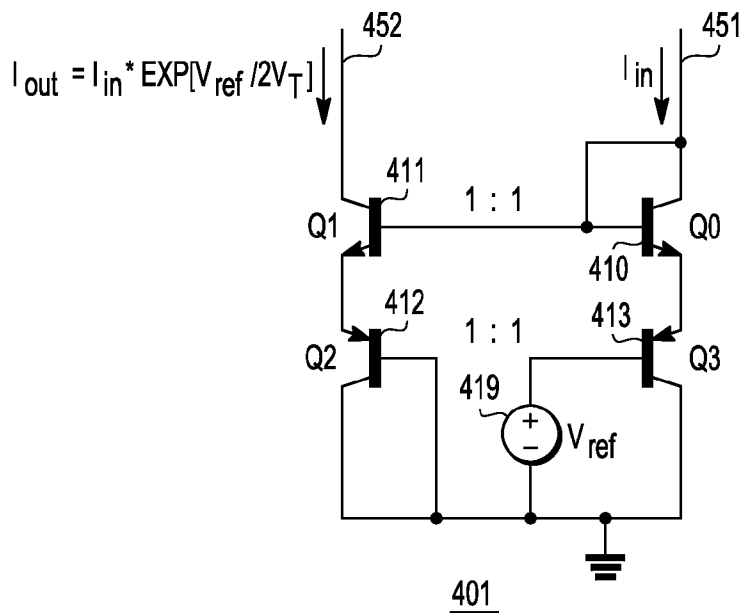 452
451
I out = I in * EXP[V ref /2V T ]
I in
411
1 : 1
Q1
Q0
410
412
1 : 1
413
Q2
Q3
419
+
−
V ref
401